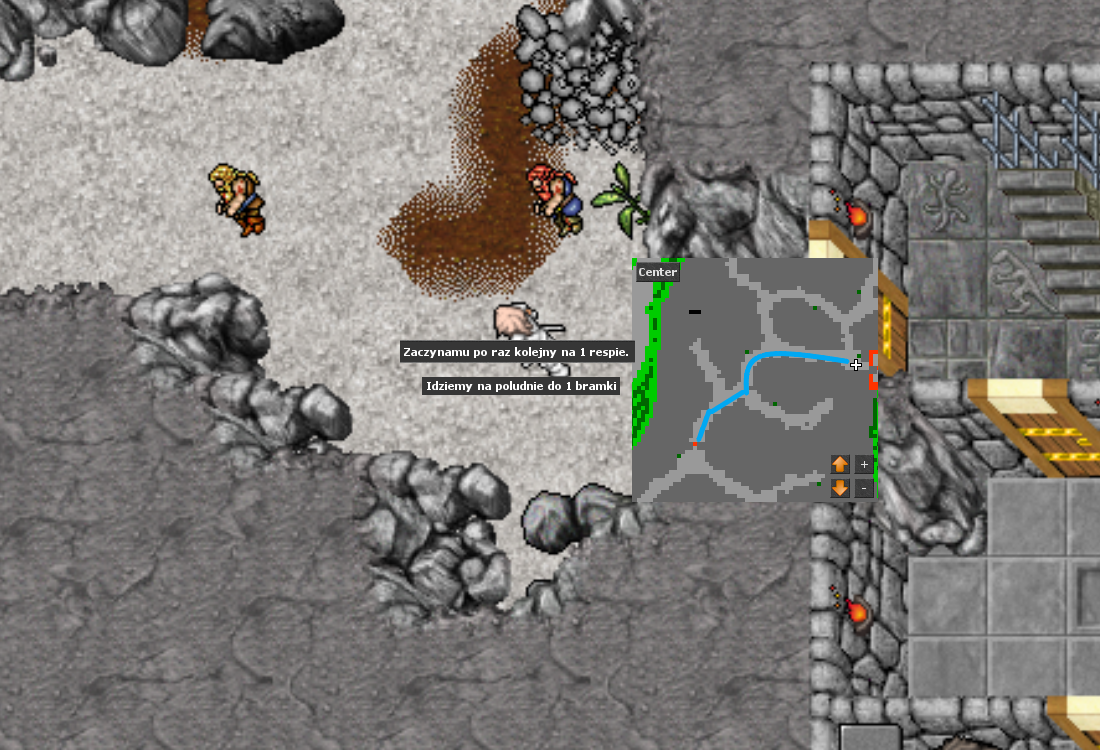 Center
Zaczynamu po raz kolejny na 1 respie.
Idziemy na poludnie do 1 bramki
+
-